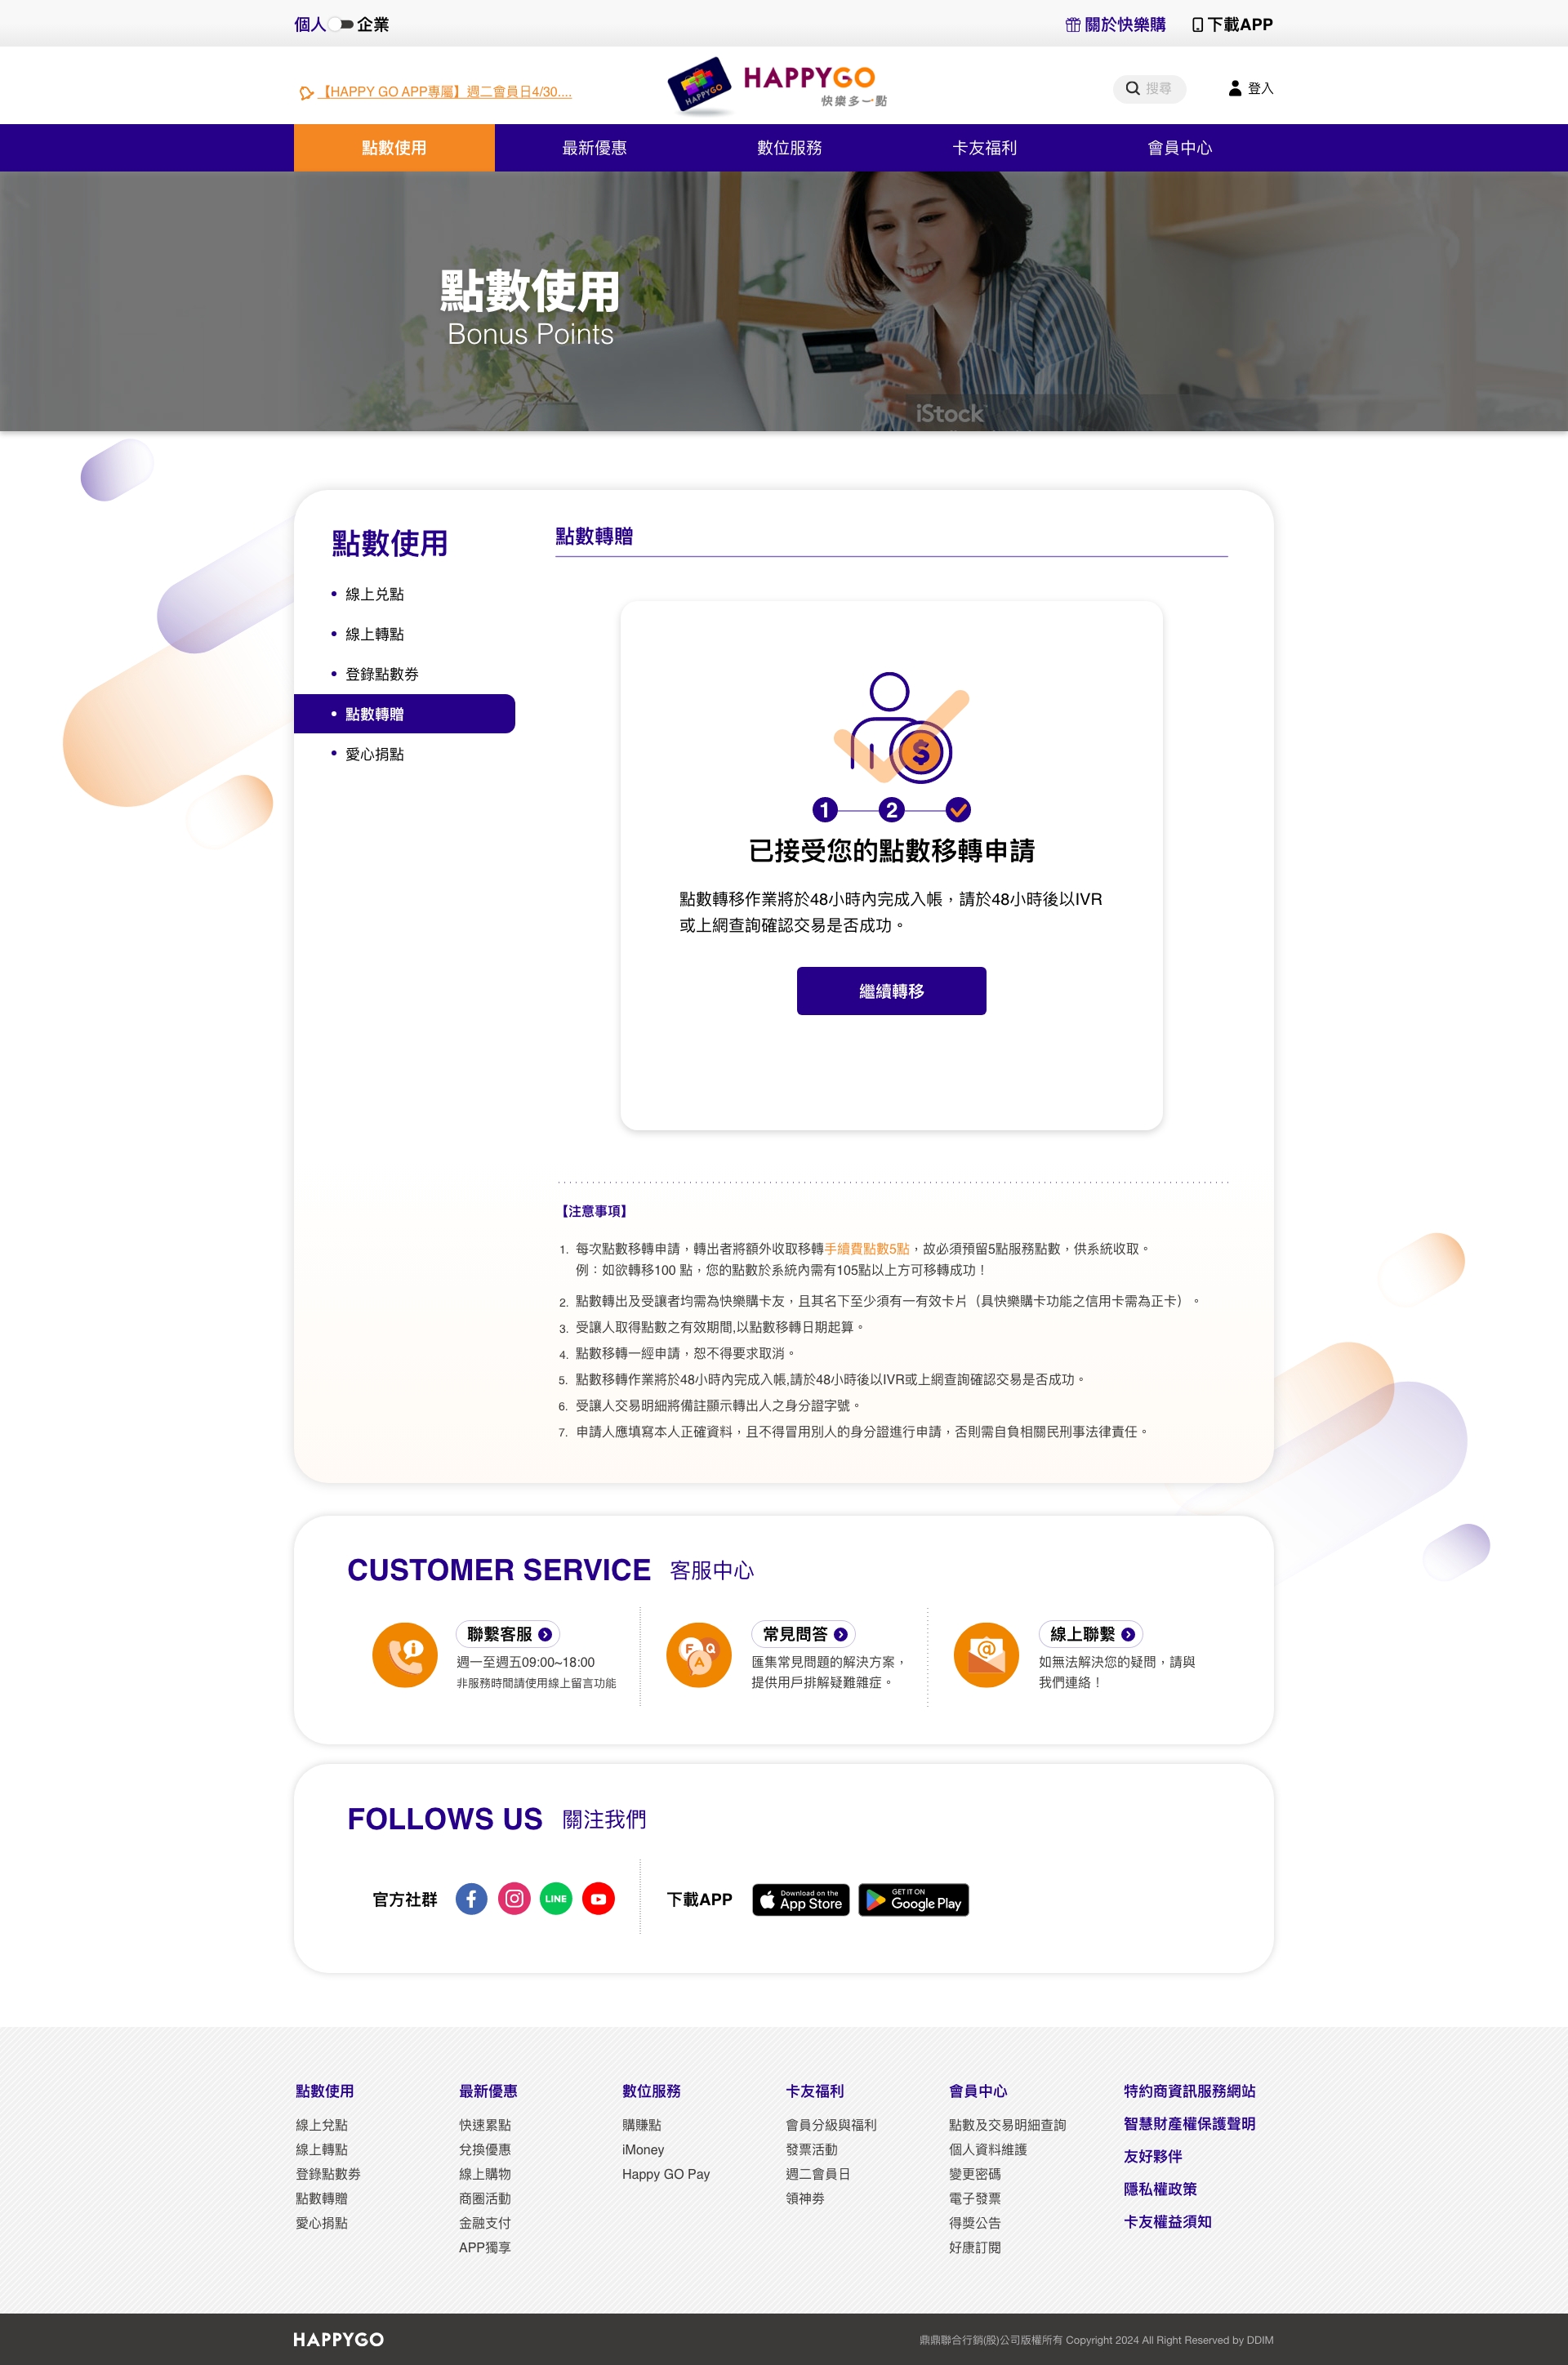 個人 企業
關於快樂購
下載APP
【HAPPY GO APP專屬】週二會員日4/30....
HAPPYGO
HAPPYGO
快樂多一點
搜尋
登入
點數使用
最新優惠
數位服務
卡友福利
會員中心
點數使用
Bonus Points
iStock
點數使用
線上兌點
線上轉點
登錄點數券
點數轉贈
愛心捐點
點數轉贈
$
1
2
已接受您的點數移轉申請
點數轉移作業將於48小時內完成入帳，請於48小時後以IVR
或上網查詢確認交易是否成功。
繼續轉移
【注意事項】
1. 每次點數移轉申請，轉出者將額外收取移轉手續費點數5點，故必須預留5點服務點數，供系統收取。
例：如欲轉移100 點，您的點數於系統內需有105點以上方可移轉成功！
2. 點數轉出及受讓者均需為快樂購卡友，且其名下至少須有一有效卡片（具快樂購卡功能之信用卡需為正卡）。
3. 受讓人取得點數之有效期間,以點數移轉日期起算。
4. 點數移轉一經申請，恕不得要求取消。
5. 點數移轉作業將於48小時內完成入帳,請於48小時後以IVR或上網查詢確認交易是否成功。
6. 受讓人交易明細將備註顯示轉出人之身分證字號。
7. 申請人應填寫本人正確資料，且不得冒用別人的身分證進行申請，否則需自負相關民刑事法律責任。
CUSTOMER SERVICE 客服中心
聯繫客服
週一至週五09:00~18:00
非服務時間請使用線上留言功能
F Q A
常見問答
匯集常見問題的解決方案，
提供用戶排解疑難雜症。
@
線上聯繫
如無法解決您的疑問，請與
我們連絡！
FOLLOWS US 關注我們
官方社群
LINE
下載APP
Download on the
App Store
GET IT ON
Google Play
點數使用
線上兌點
線上轉點
登錄點數券
點數轉贈
愛心捐點
最新優惠
快速累點
兌換優惠
線上購物
商圈活動
金融支付
APP獨享
數位服務
購賺點
iMoney
Happy GO Pay
卡友福利
會員分級與福利
發票活動
週二會員日
領神券
會員中心
點數及交易明細查詢
個人資料維護
變更密碼
電子發票
得獎公告
好康訂閱
特約商資訊服務網站
智慧財產權保護聲明
友好夥伴
隱私權政策
卡友權益須知
HAPPYGO
鼎鼎聯合行銷(股)公司版權所有 Copyright 2024 All Right Reserved by DDIM